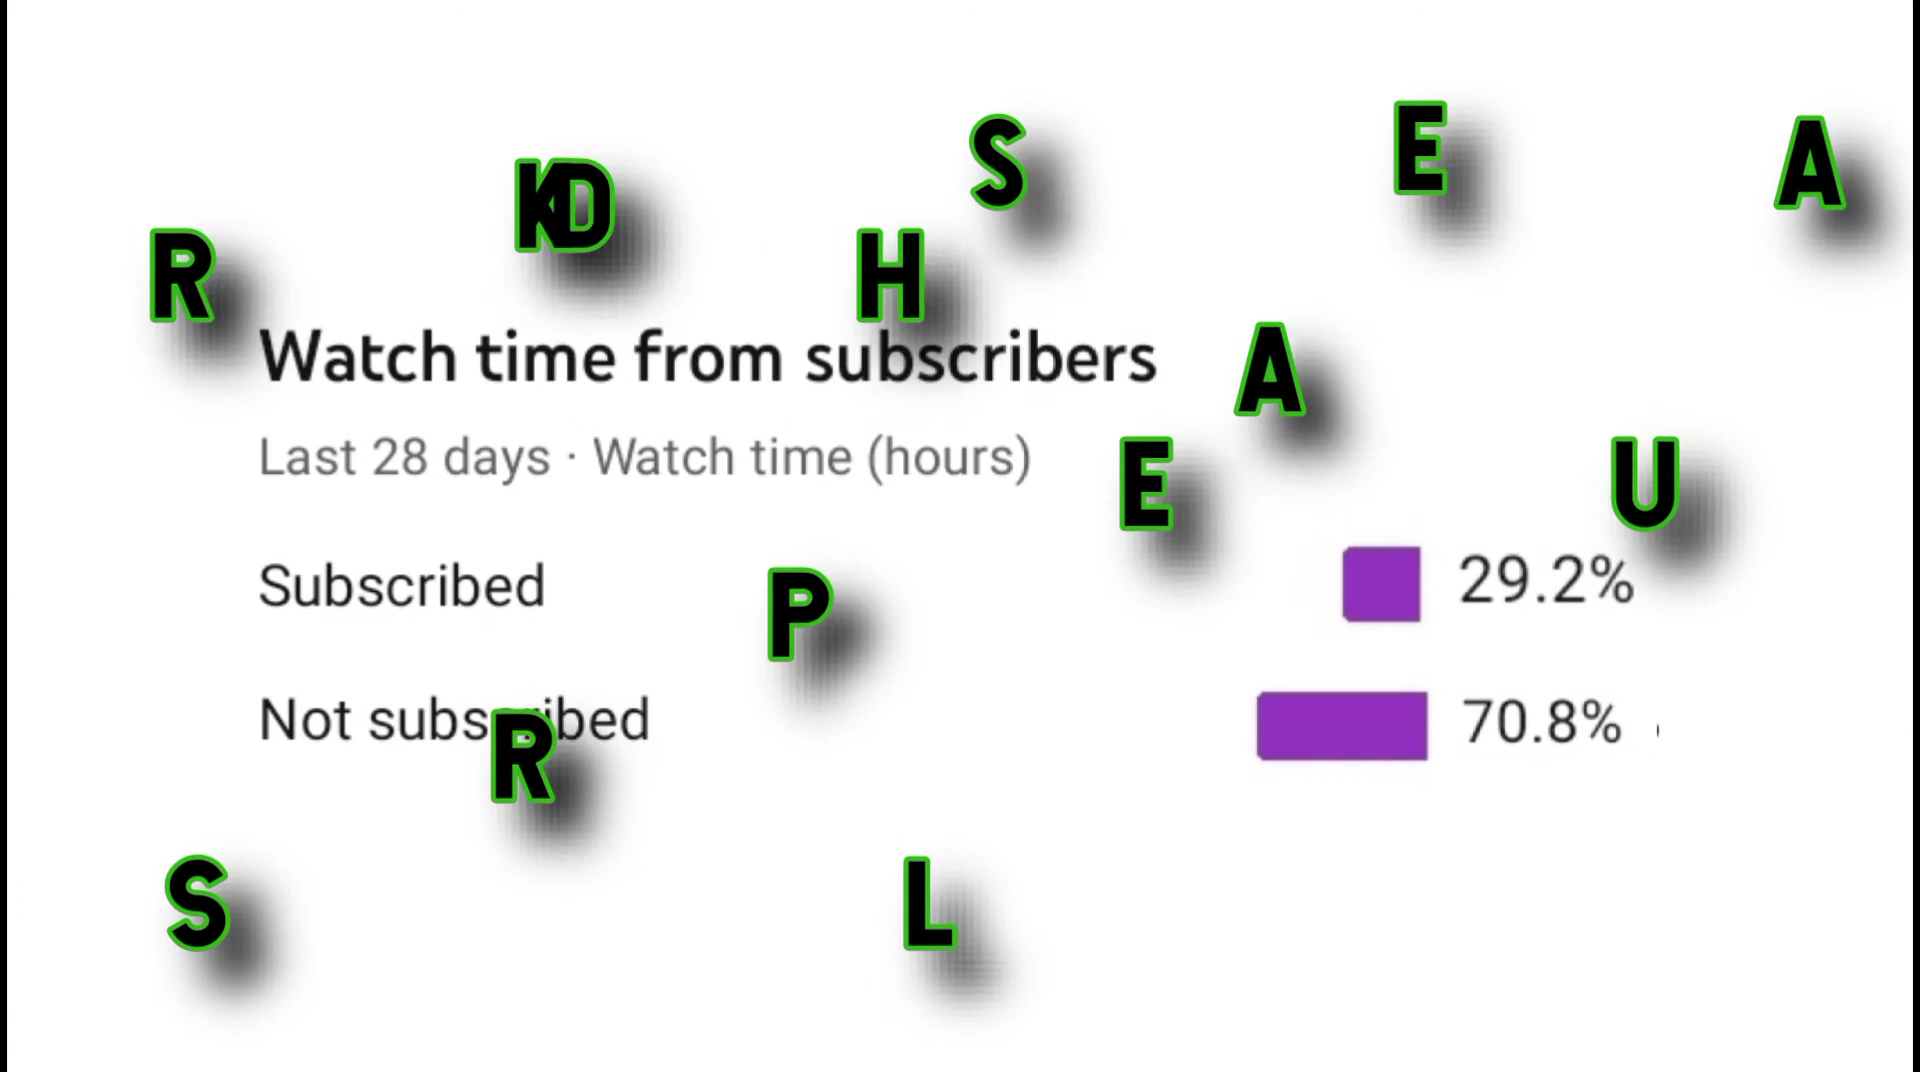 S E A
R K D H
Watch time from subscribers
A
Last 28 days · Watch time (hours)
E U
Subscribed 29.2%
P
Not subscribed 70.8%
R
S L